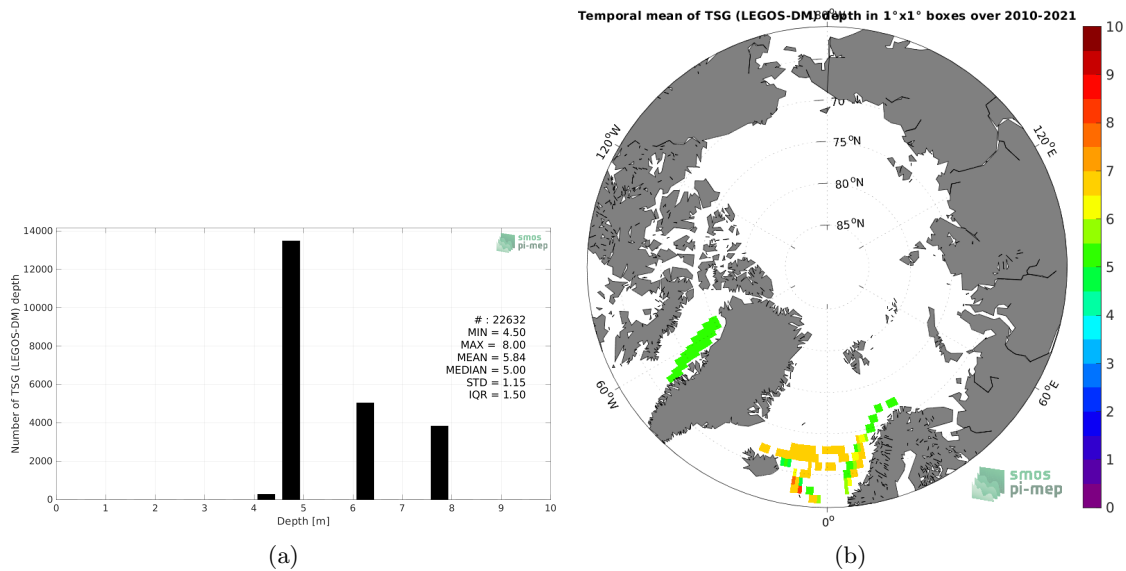 Temporal mean of TSG (LEGOS-DM) depth in 1°x1° boxes over 2010-2021
180°
14000
12000
10000
8000
6000
4000
2000
0
Number of TSG (LEGOS-DM) depth
smos
pi-mep
# : 22632
MIN = 4.50
MAX = 8.00
MEAN = 5.84
MEDIAN = 5.00
STD = 1.15
IQR = 1.50
0 1 2 3 4 5 6 7 8 9 10
Depth [m]
(a)
120°W
120°E
60°W
60°E
0°
70
75°N
80°N
85°N
smos
pi-mep
10
9
8
7
6
5
4
3
2
1
0
(b)